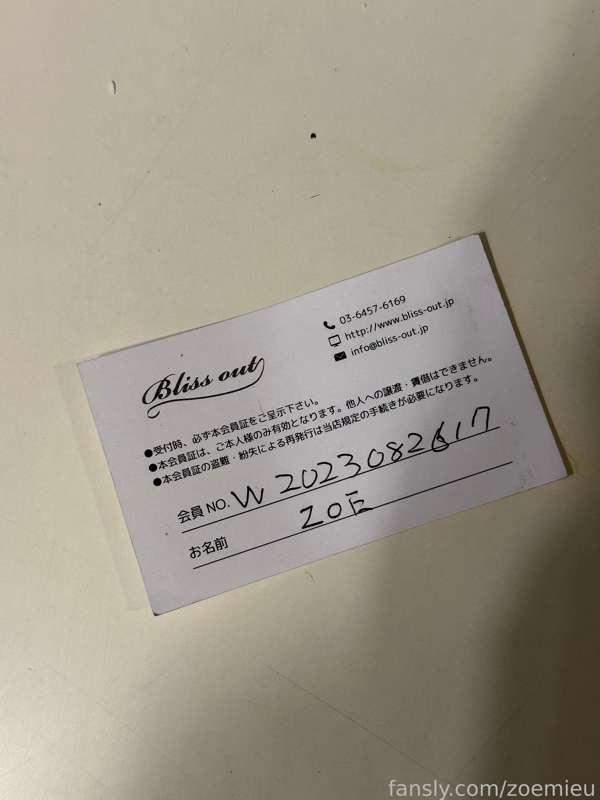 03-6457-6169
http://www.bliss-out.jp
info@bliss-out.jp
Bliss out
●受付時、必ず本会員証をご呈示下さい。
●本会員証は、ご本人様のみ有効となります。他人への譲渡・賃借はできません。
●本会員証の盗難・紛失による再発行は当店規定の手続きが必要になります。
会員NO. W 2023082617
お名前 ZOE
fansly.com/zoemieu